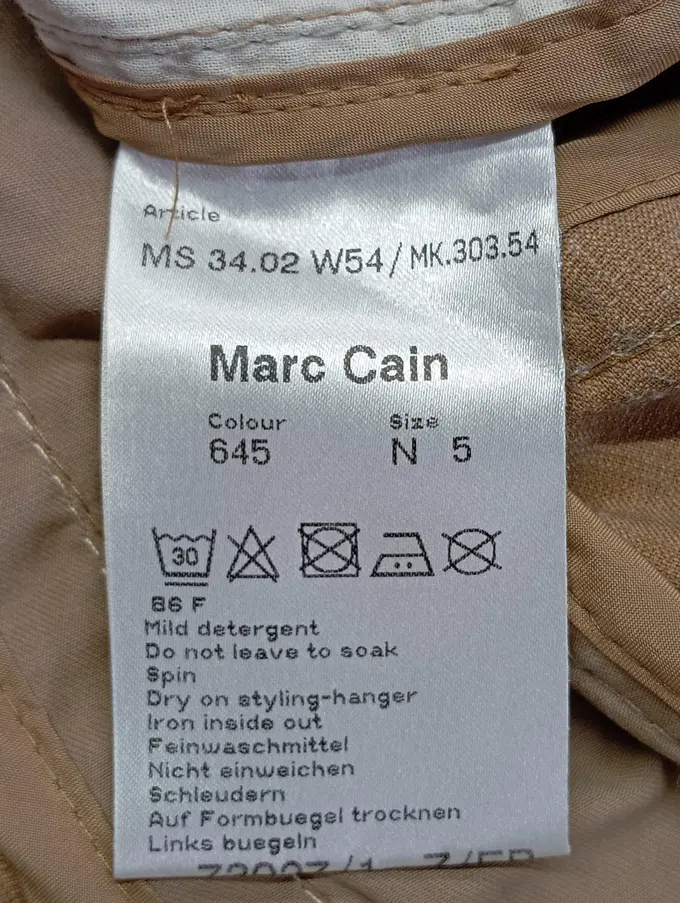 Article
MS 34.02 W54/MK.303.54
Marc Cain
Colour Size
645 N 5
30
86 F
Mild detergent
Do not leave to soak
Spin
Dry on styling-hanger
Iron inside out
Feinwaschmittel
Nicht einweichen
Schleudern
Auf Formbuegel trocknen
Links buegeln